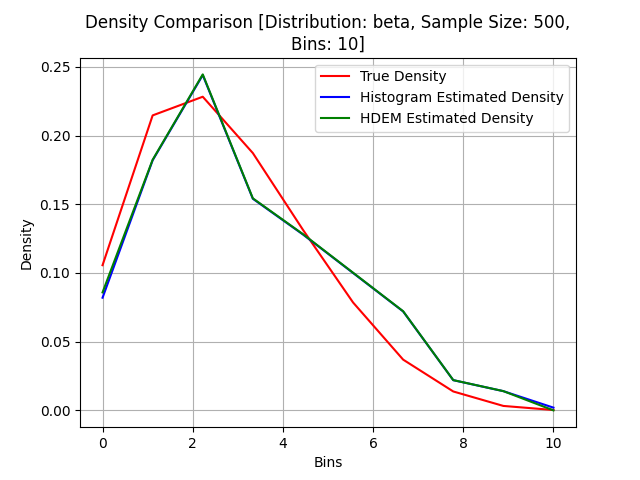 Density Comparison [Distribution: beta, Sample Size: 500,
Bins: 10]
True Density
Histogram Estimated Density
HDEM Estimated Density
Density
0.25
0.20
0.15
0.10
0.05
0.00
0 2 4 6 8 10
Bins